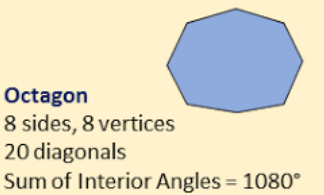 Octagon
8 sides, 8 vertices
20 diagonals
Sum of Interior Angles = 1080°